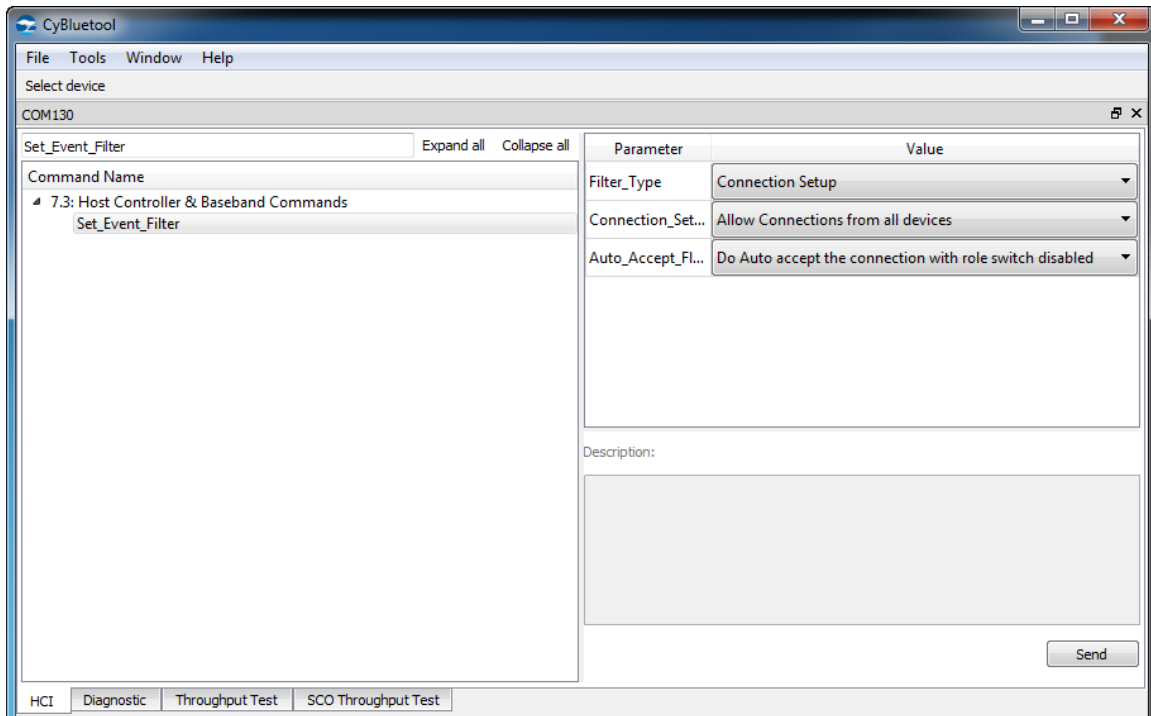 CyBluetool
File Tools Window Help
Select device
COM130
Set_Event_Filter Expand all Collapse all
Command Name
7.3: Host Controller & Baseband Commands
Set_Event_Filter
Parameter Value
Filter_Type Connection Setup
Connection_Set... Allow Connections from all devices
Auto_Accept_Fl... Do Auto accept the connection with role switch disabled
Description:
Send
HCI Diagnostic Throughput Test SCO Throughput Test